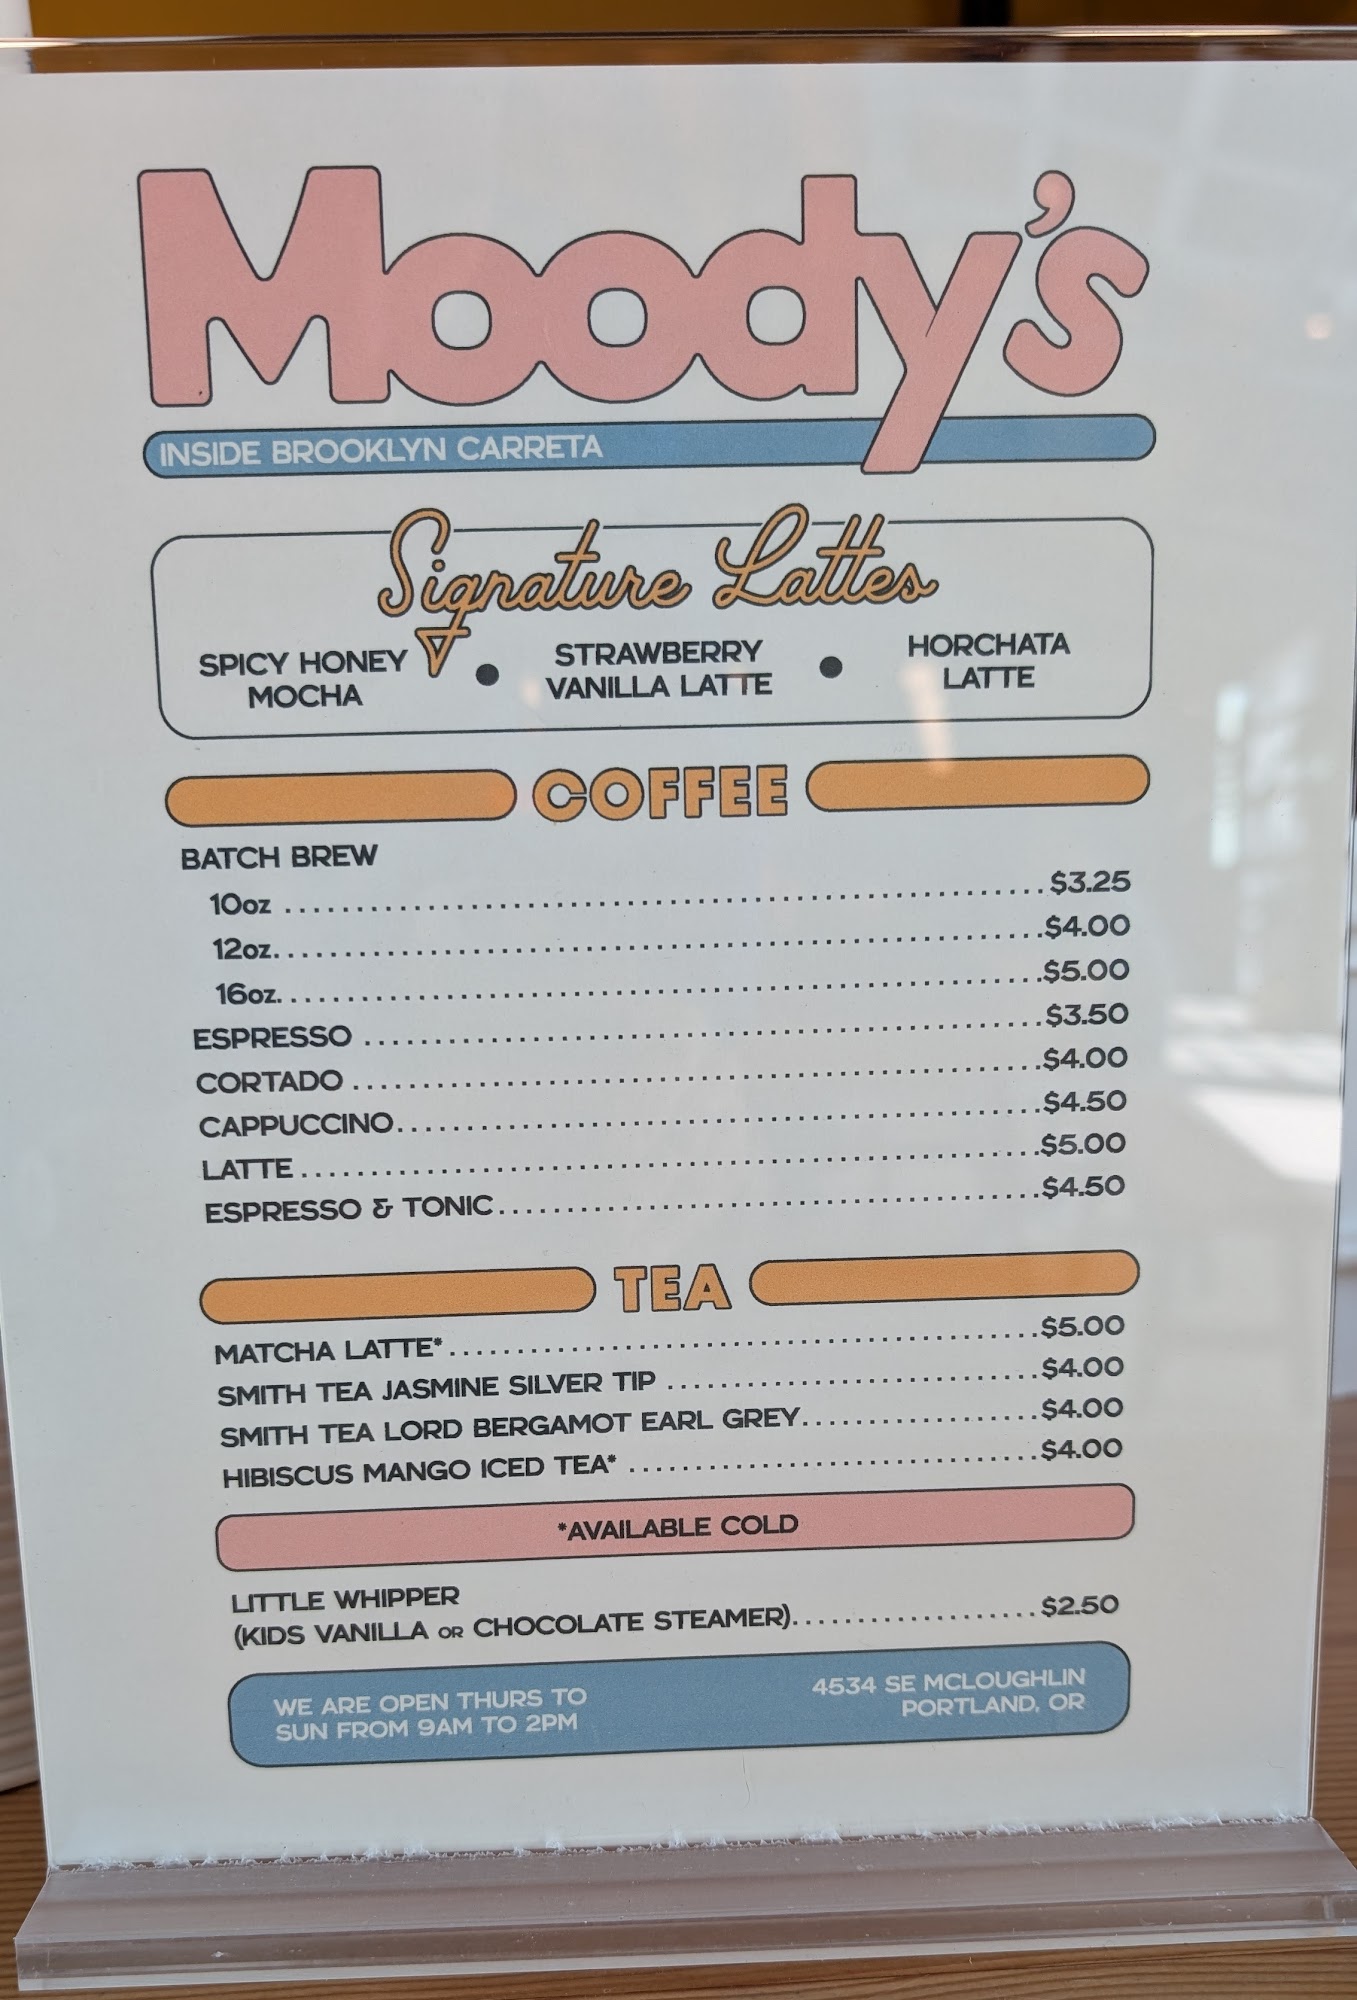 Moody's
INSIDE BROOKLYN CARRETA
Signature Lattes
SPICY HONEY
MOCHA
STRAWBERRY
VANILLA LATTE
HORCHATA
LATTE
COFFEE
BATCH BREW
10oz ........ $3.25
12oz ........ $4.00
16oz ........ $5.00
ESPRESSO ........ $3.50
CORTADO ........ $4.00
CAPPUCCINO ........ $4.50
LATTE ........ $5.00
ESPRESSO & TONIC ........ $4.50
TEA
MATCHA LATTE* ........ $5.00
SMITH TEA JASMINE SILVER TIP ........ $4.00
SMITH TEA LORD BERGAMOT EARL GREY ........ $4.00
HIBISCUS MANGO ICED TEA* ........ $4.00
*AVAILABLE COLD
LITTLE WHIPPER
(KIDS VANILLA OR CHOCOLATE STEAMER) ........ $2.50
WE ARE OPEN THURS TO
SUN FROM 9AM TO 2PM
4534 SE MCLOUGHLIN
PORTLAND, OR